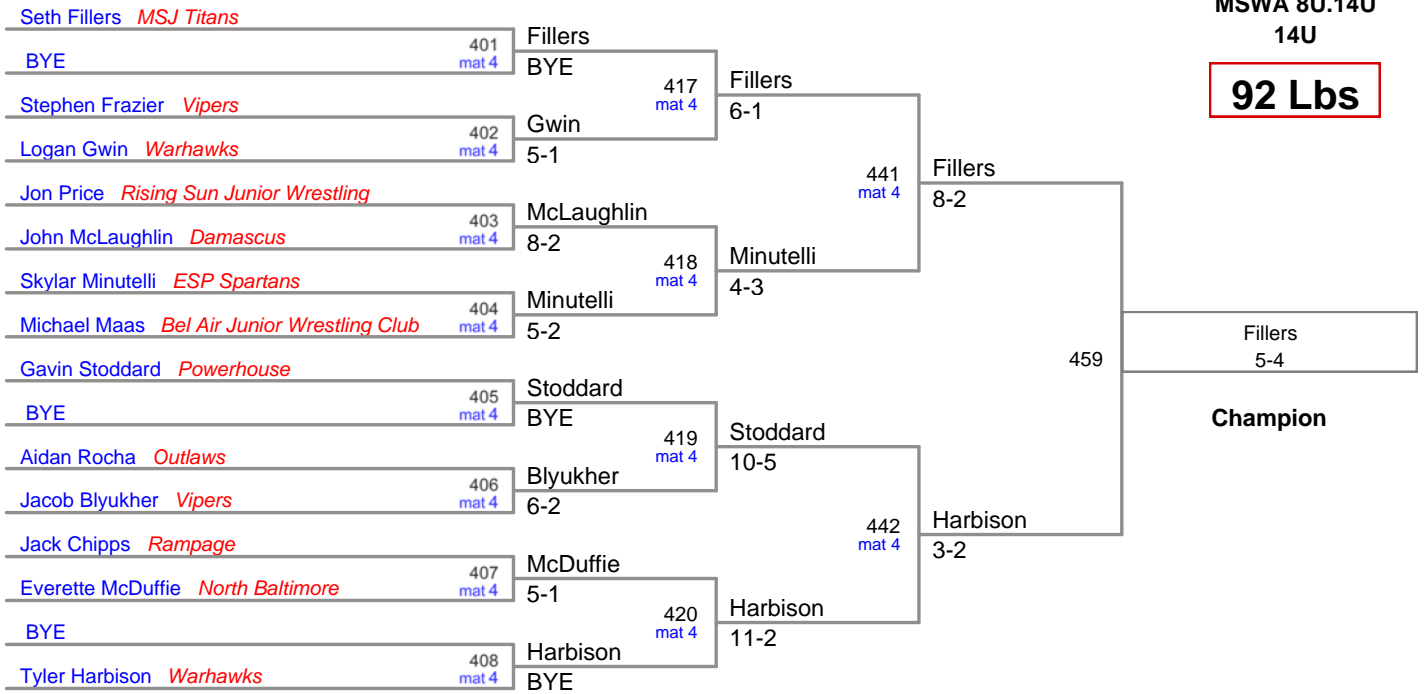 MSWA 8U.14U
14U
92 Lbs
Seth Fillers MSJ Titans
401
mat 4
BYE
Stephen Frazier Vipers
402
mat 4
Logan Gwin Warhawks
Jon Price Rising Sun Junior Wrestling
403
mat 4
John McLaughlin Damascus
Skylar Minutelli ESP Spartans
404
mat 4
Michael Maas Bel Air Junior Wrestling Club
Gavin Stoddard Powerhouse
405
mat 4
BYE
Aidan Rocha Outlaws
406
mat 4
Jacob Blyukher Vipers
Jack Chipps Rampage
407
mat 4
Everette McDuffie North Baltimore
BYE
408
mat 4
Tyler Harbison Warhawks
Fillers
BYE
417
mat 4
Gwin
5-1
McLaughlin
8-2
418
mat 4
Minutelli
5-2
Stoddard
BYE
419
mat 4
Blyukher
6-2
McDuffie
5-1
420
mat 4
Harbison
BYE
Fillers
6-1
441
mat 4
Minutelli
4-3
Stoddard
10-5
442
mat 4
Harbison
11-2
Fillers
8-2
459
Harbison
3-2
Fillers
5-4
Champion